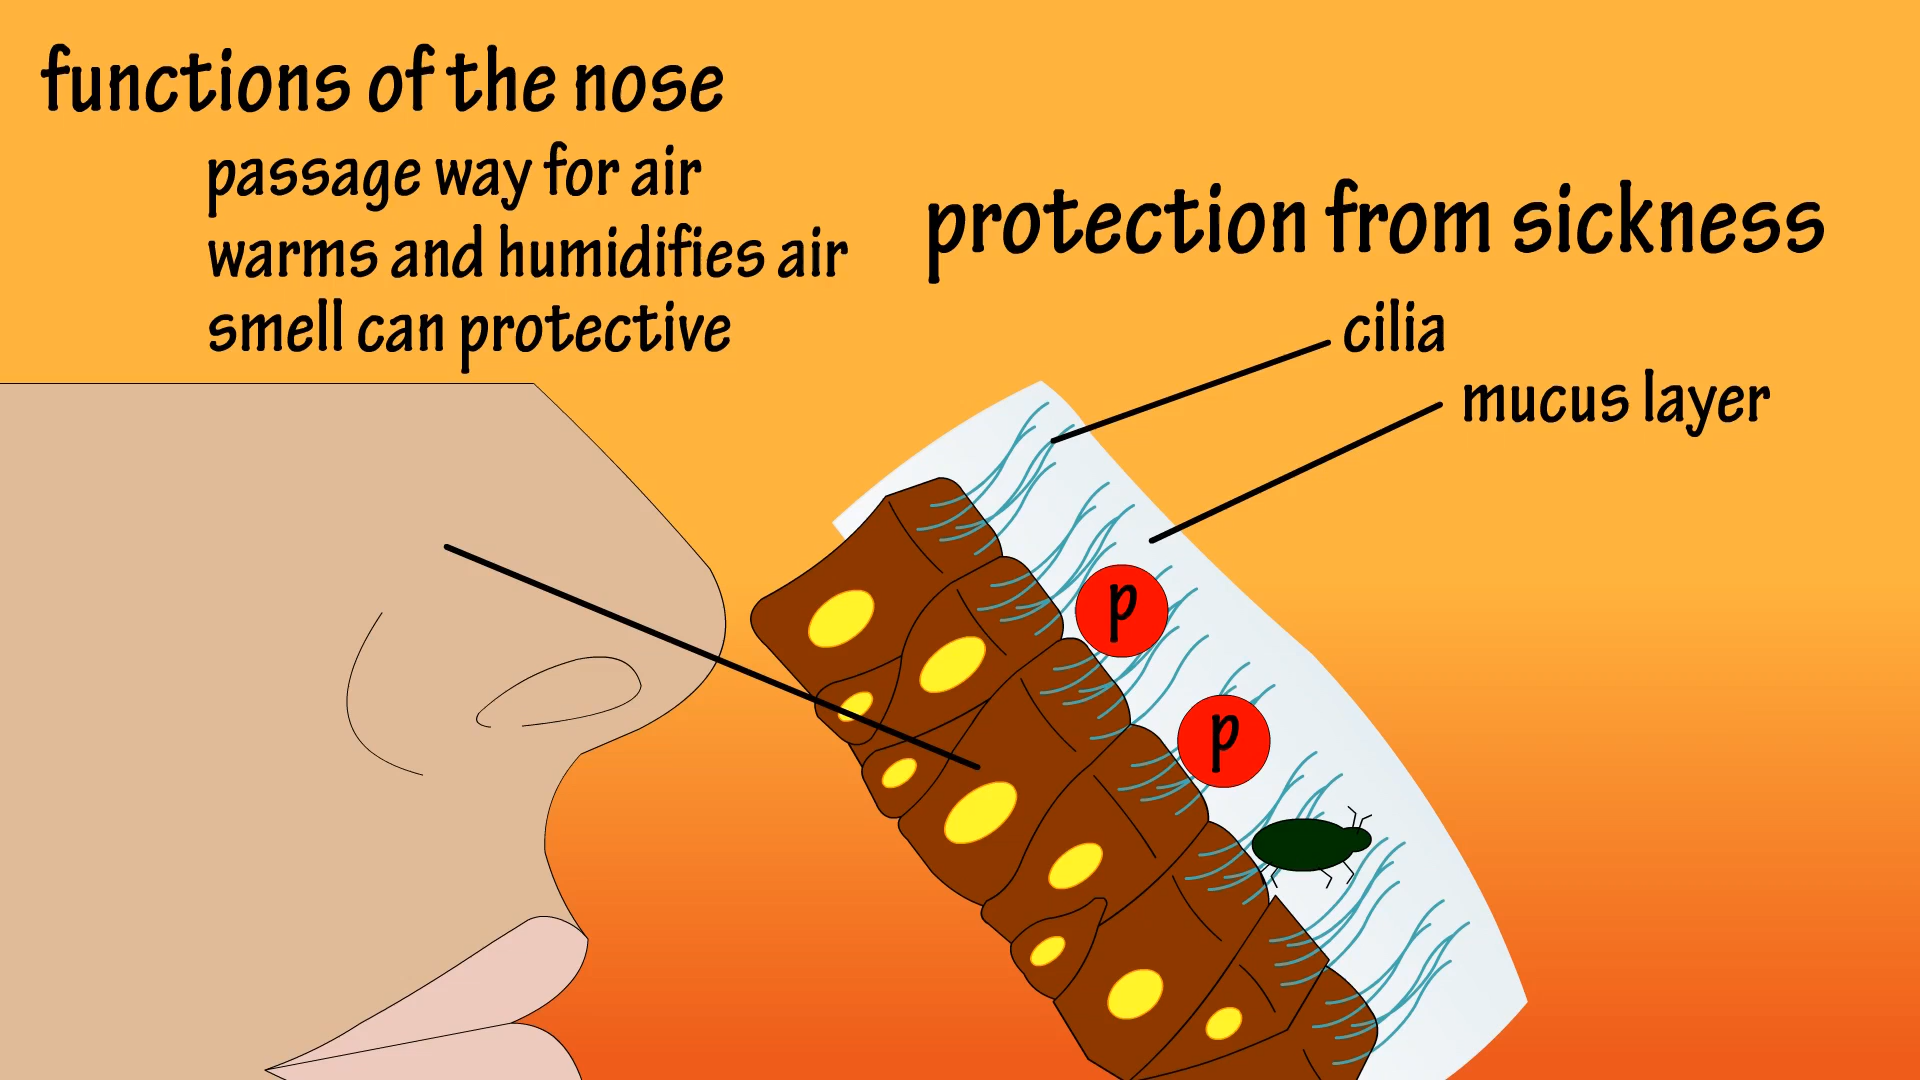 functions of the nose
passage way for air
warms and humidifies air
smell can protective
protection from sickness
cilia
mucus layer
p
p